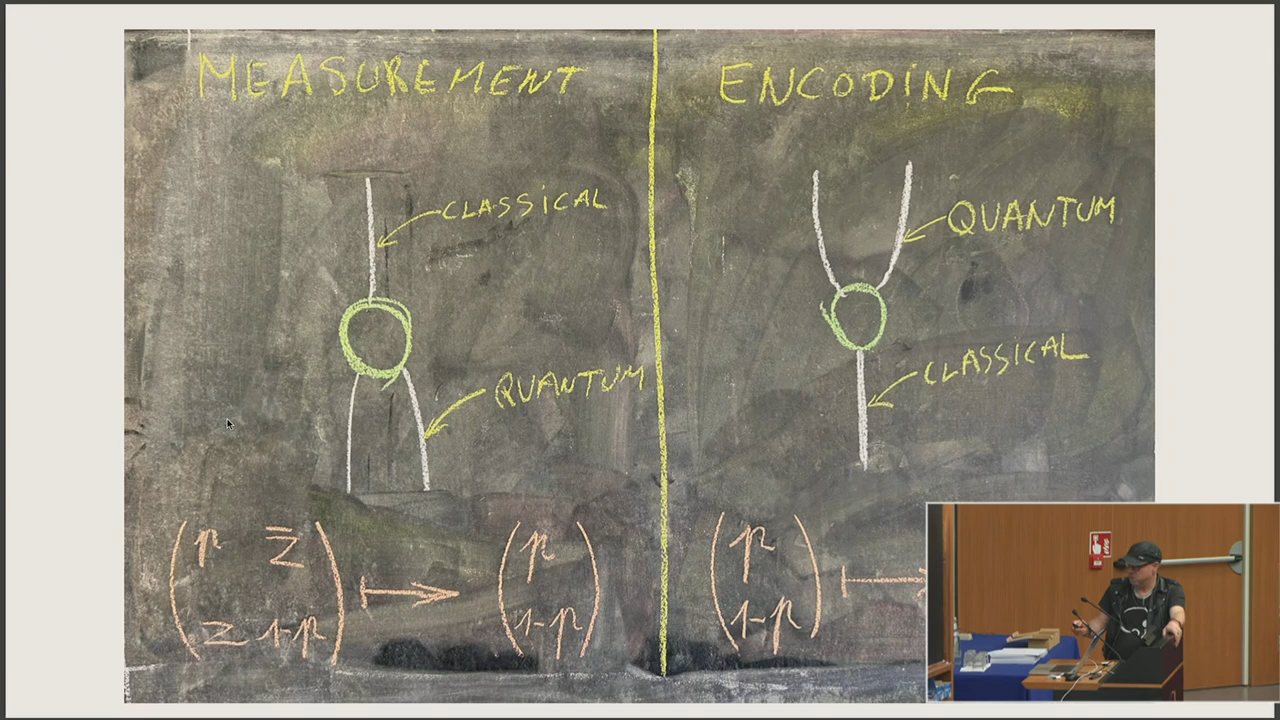 MEASUREMENT
CLASSICAL
QUANTUM
(p z̄
z 1-p) ↦ (p
1-p)
ENCODING
QUANTUM
CLASSICAL
(p
1-p) ↦